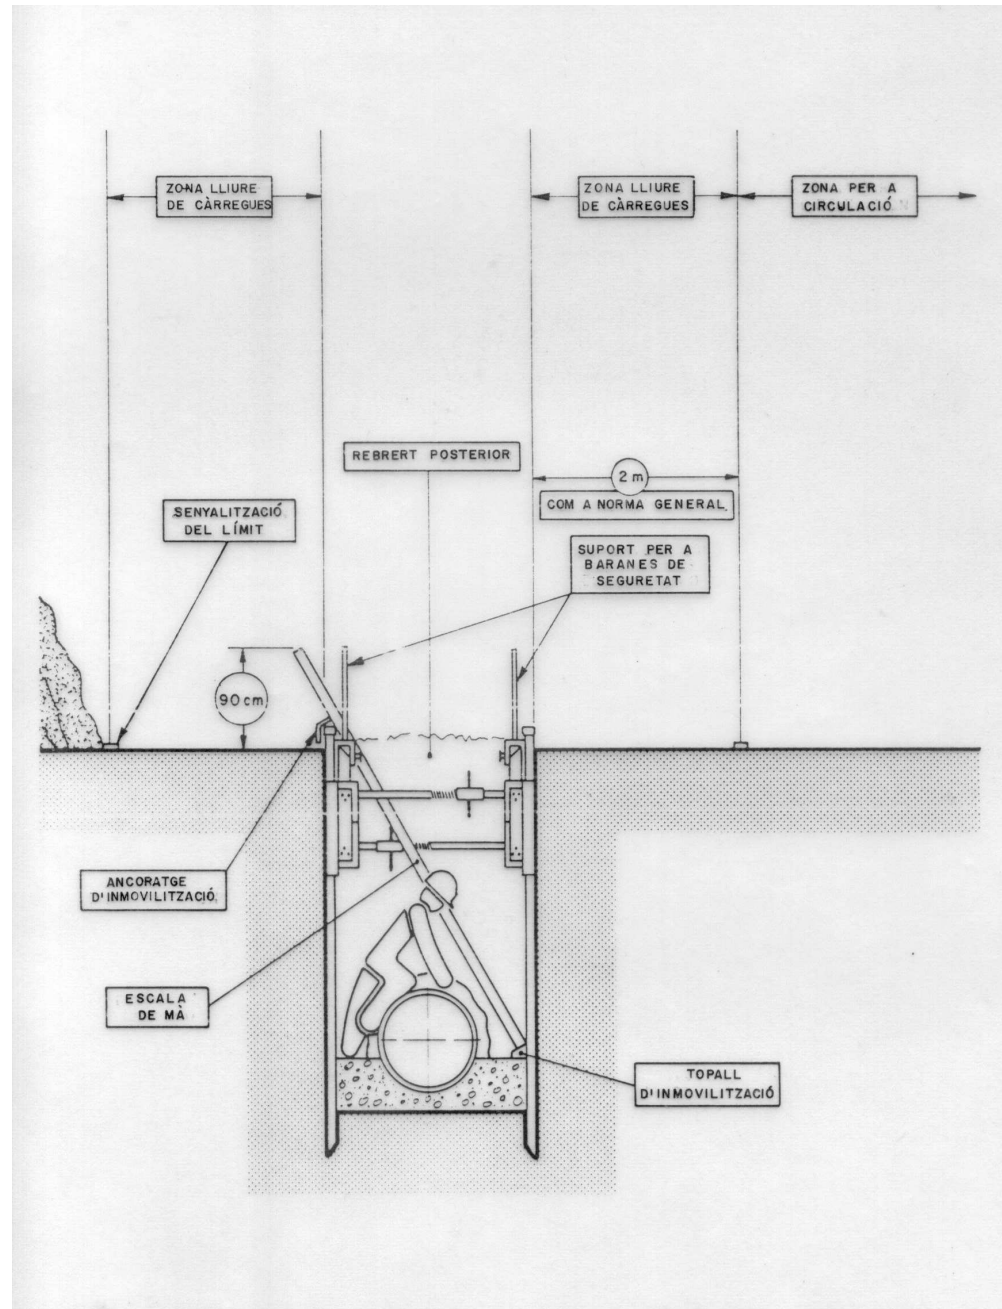 ZONA LLIURE
DE CÀRREGUES
ZONA LLIURE
DE CÀRREGUES
ZONA PER A
CIRCULACIÓ
REBRERT POSTERIOR
2 m
COM A NORMA GENERAL
SENYALITZACIÓ
DEL LÍMIT
SUPORT PER A
BARANES DE
SEGURETAT
90 cm
ANCORATGE
D'INMOVILITZACIÓ
ESCALA
DE MÀ
TOPALL
D'INMOVILITZACIÓ